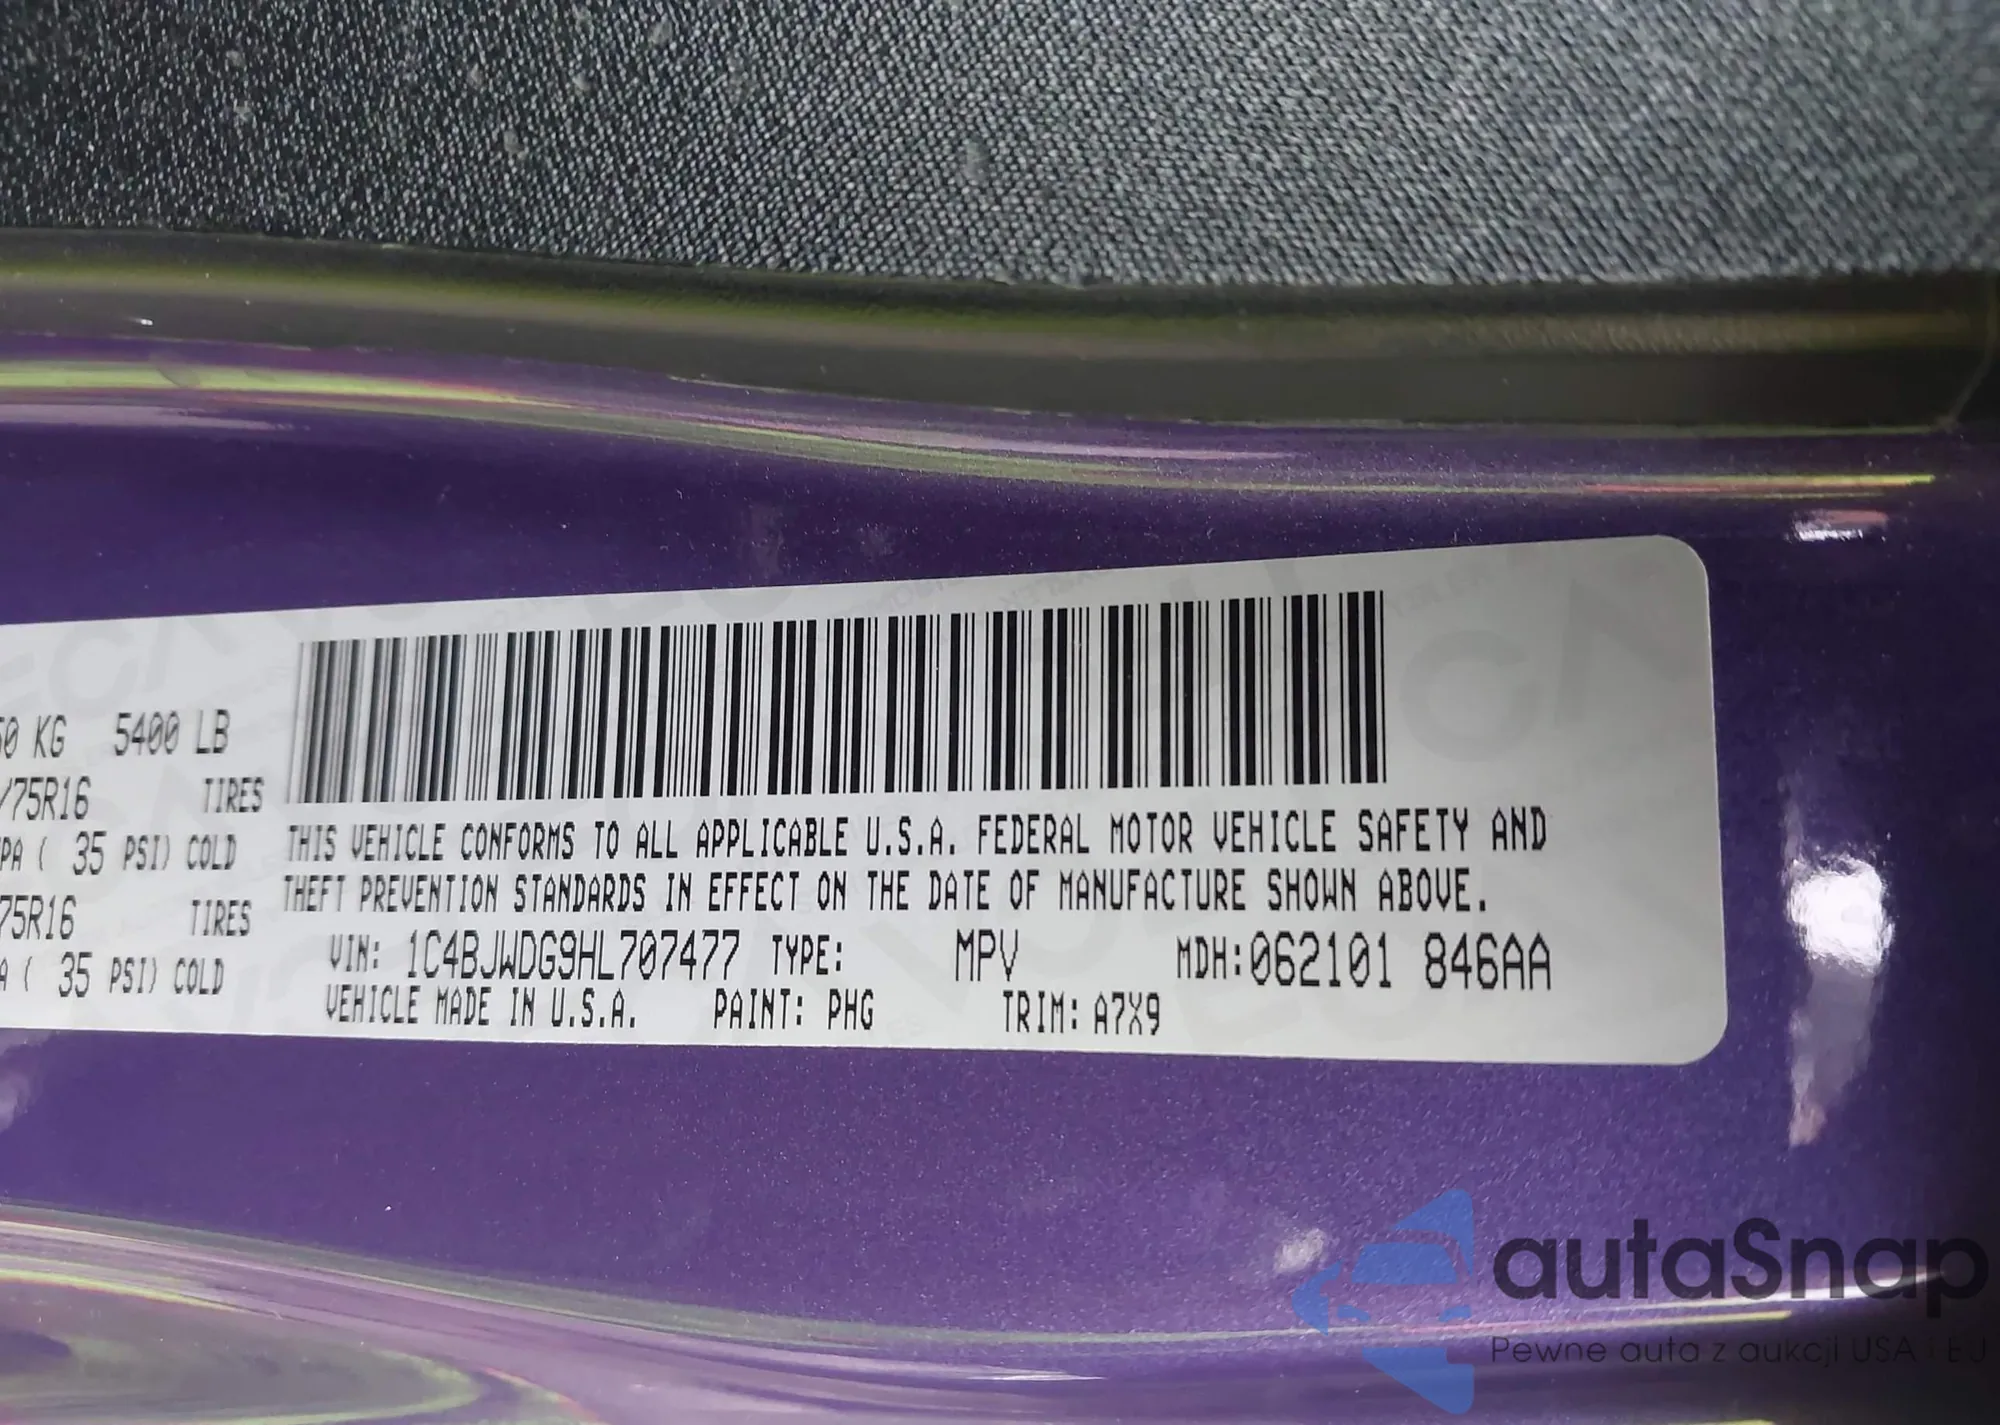 KG 5400 LB
/75R16 TIRES
( 35 PSI) COLD
75R16 TIRES
( 35 PSI) COLD
THIS VEHICLE CONFORMS TO ALL APPLICABLE U.S.A. FEDERAL MOTOR VEHICLE SAFETY AND
THEFT PREVENTION STANDARDS IN EFFECT ON THE DATE OF MANUFACTURE SHOWN ABOVE.
VIN: 1C4BJWDG9HL707477 TYPE: MPV MDH:062101 846AA
VEHICLE MADE IN U.S.A. PAINT: PHG TRIM: A7X9
autaSnap
Pewne auta z aukcji USA i EU